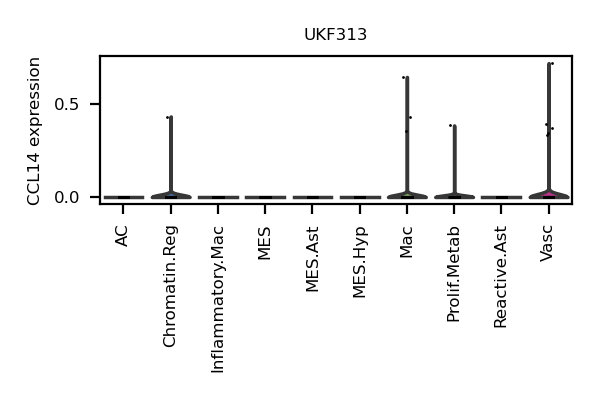 UKF313
CCL14 expression
0.5
0.0
AC
Chromatin.Reg
Inflammatory.Mac
MES
MES.Ast
MES.Hyp
Mac
Prolif.Metab
Reactive.Ast
Vasc